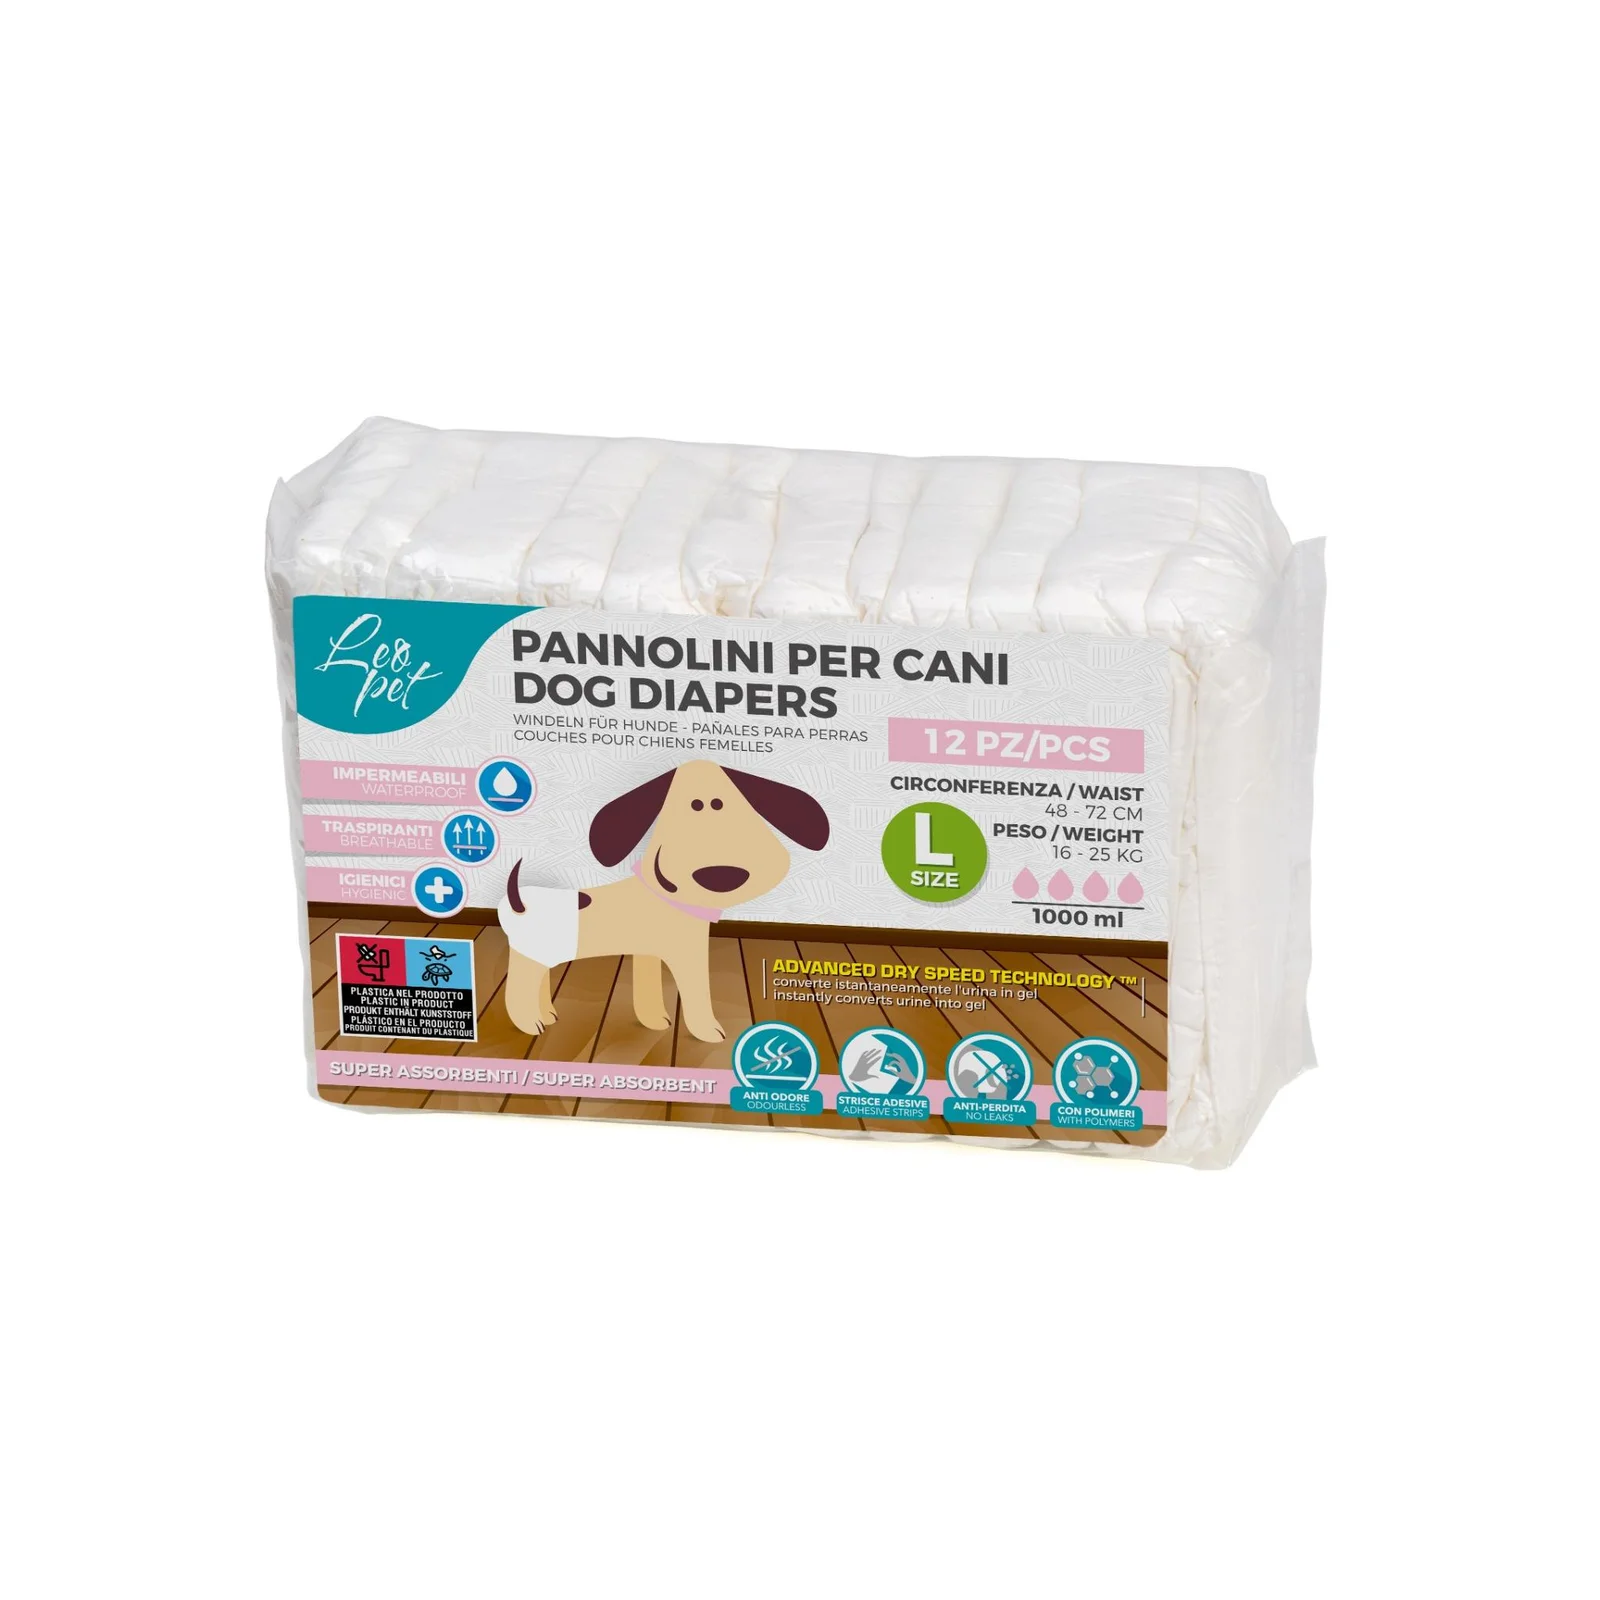 Leo
pet
PANNOLINI PER CANI
DOG DIAPERS
WINDELN FÜR HUNDE - PAÑALES PARA PERRAS
COUCHES POUR CHIENS FEMELLES
12 PZ/PCS
CIRCONFERENZA / WAIST
48 - 72 CM
PESO / WEIGHT
16 - 25 KG
L
SIZE
1000 ml
IMPERMEABILI
WATERPROOF
TRASPIRANTI
BREATHABLE
IGIENICI
HYGIENIC
PLASTICA NEL PRODOTTO
PLASTIC IN PRODUCT
PRODUKT ENTHÄLT KUNSTSTOFF
PLÁSTICO EN EL PRODUCTO
PRODUIT CONTENANT DU PLASTIQUE
ADVANCED DRY SPEED TECHNOLOGY ™
converte istantaneamente l'urina in gel
instantly converts urine into gel
SUPER ASSORBENTI / SUPER ABSORBENT
ANTI ODORE
ODOURLESS
STRISCE ADESIVE
ADHESIVE STRIPS
ANTI-PERDITA
NO LEAKS
CON POLIMERI
WITH POLYMERS